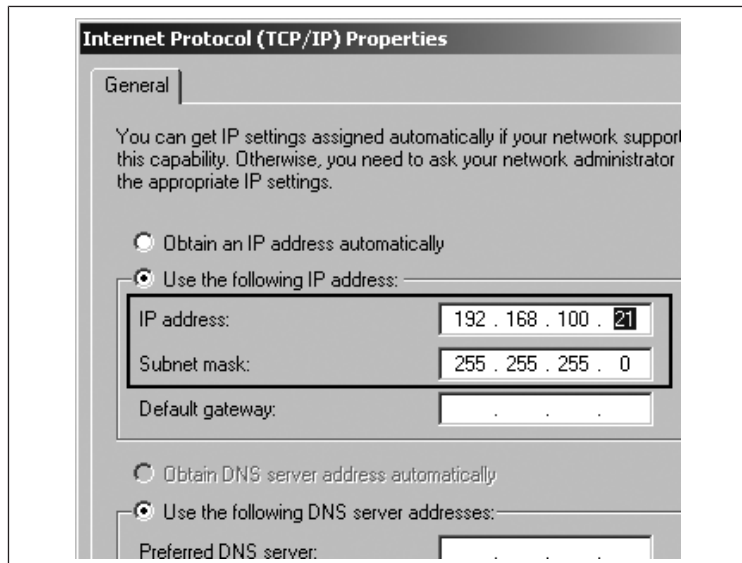 Internet Protocol (TCP/IP) Properties
General
You can get IP settings assigned automatically if your network support
this capability. Otherwise, you need to ask your network administrator
the appropriate IP settings.
Obtain an IP address automatically
Use the following IP address:
IP address: 192 . 168 . 100 . 21
Subnet mask: 255 . 255 . 255 . 0
Default gateway: . . .
Obtain DNS server address automatically
Use the following DNS server addresses:
Preferred DNS server: . . .